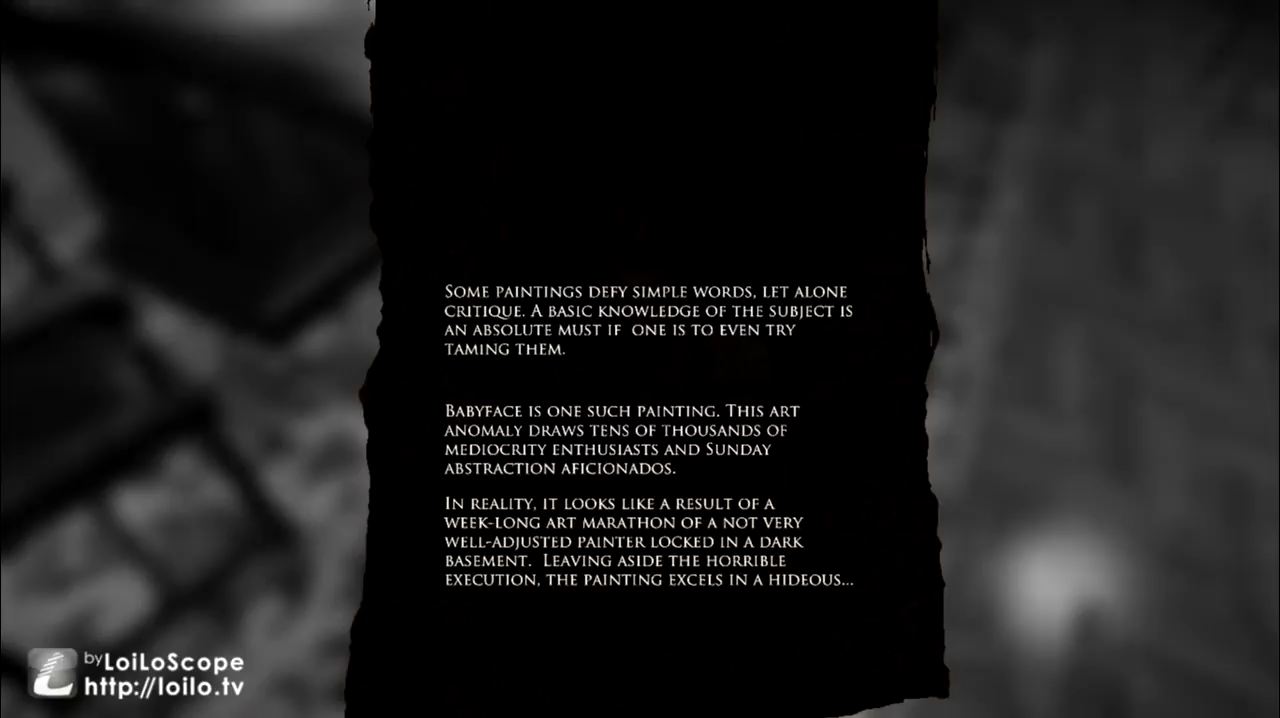 Some paintings defy simple words, let alone
critique. A basic knowledge of the subject is
an absolute must if  one is to even try
taming them.
Babyface is one such painting. This art
anomaly draws tens of thousands of
mediocrity enthusiasts and Sunday
abstraction aficionados.
In reality, it looks like a result of a
week-long art marathon of a not very
well-adjusted painter locked in a dark
basement.  Leaving aside the horrible
execution, the painting excels in a hideous...
by LoiLoScope
http://loilo.tv